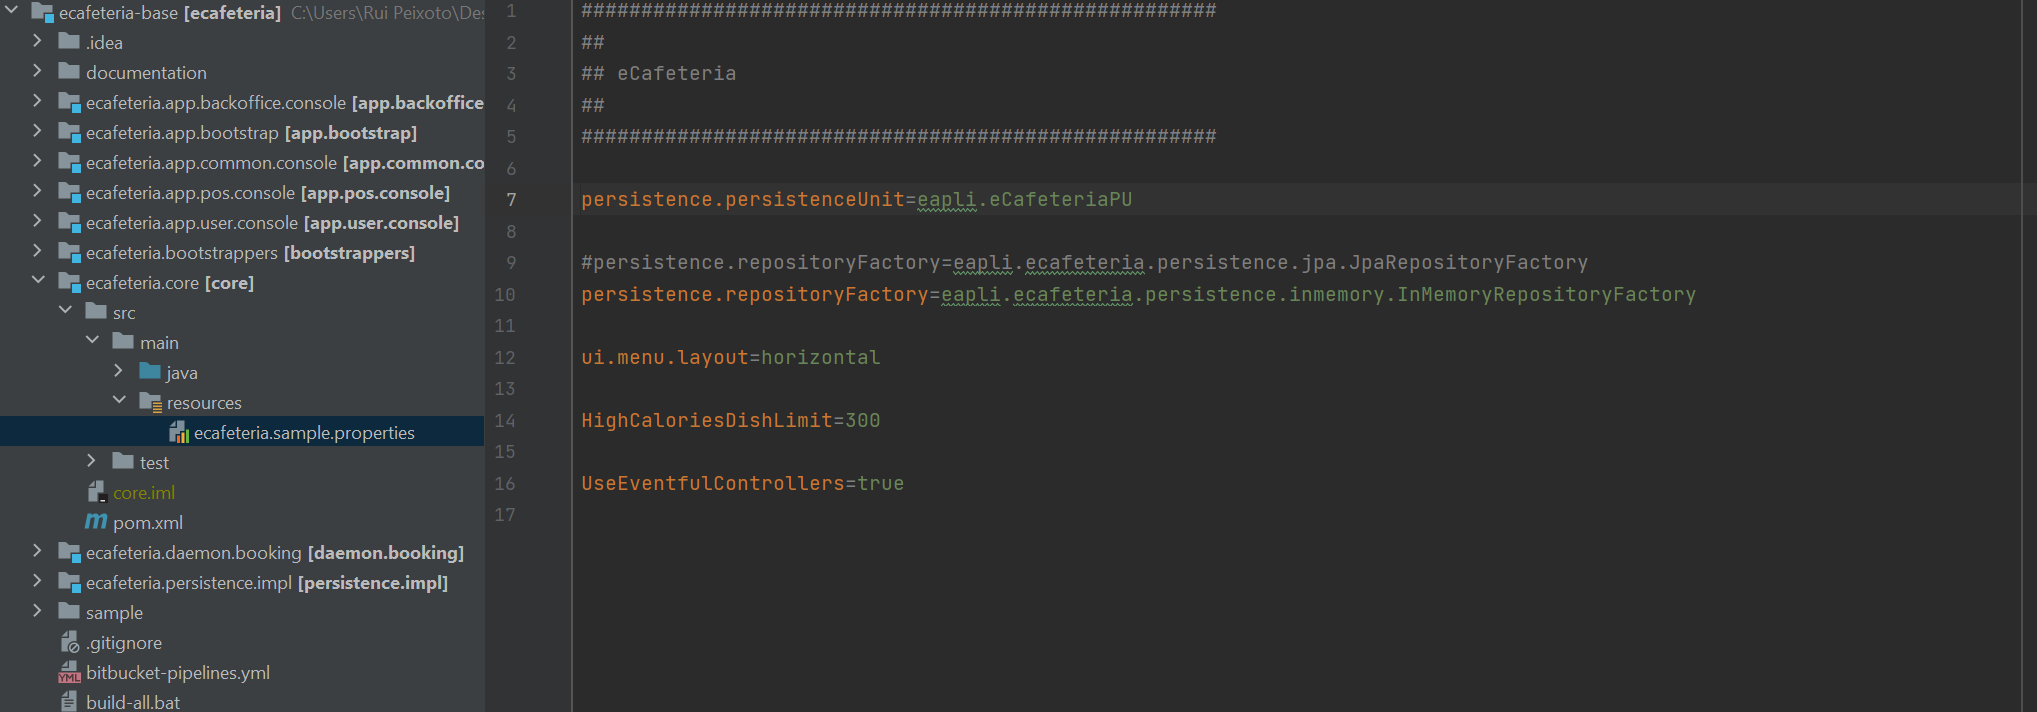 ecafeteria-base [ecafeteria] C:\Users\Rui Peixoto\Des
.idea
documentation
ecafeteria.app.backoffice.console [app.backoffice
ecafeteria.app.bootstrap [app.bootstrap]
ecafeteria.app.common.console [app.common.co
ecafeteria.app.pos.console [app.pos.console]
ecafeteria.app.user.console [app.user.console]
ecafeteria.bootstrappers [bootstrappers]
ecafeteria.core [core]
src
main
java
resources
ecafeteria.sample.properties
test
core.iml
m pom.xml
ecafeteria.daemon.booking [daemon.booking]
ecafeteria.persistence.impl [persistence.impl]
sample
.gitignore
YML bitbucket-pipelines.yml
build-all.bat
1 #####################################################
2 ##
3 ## eCafeteria
4 ##
5 #####################################################
6
7 persistence.persistenceUnit=eapli.eCafeteriaPU
8
9 #persistence.repositoryFactory=eapli.ecafeteria.persistence.jpa.JpaRepositoryFactory
10 persistence.repositoryFactory=eapli.ecafeteria.persistence.inmemory.InMemoryRepositoryFactory
11
12 ui.menu.layout=horizontal
13
14 HighCaloriesDishLimit=300
15
16 UseEventfulControllers=true
17